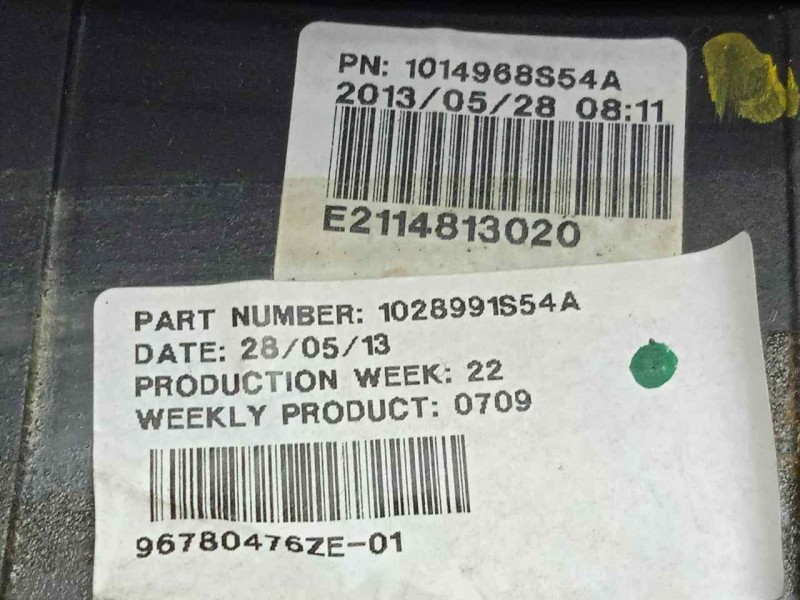 PN: 1014968S54A
2013/05/28 08:11
E2114813020
PART NUMBER: 1028991S54A
DATE: 28/05/13
PRODUCTION WEEK: 22
WEEKLY PRODUCT: 0709
96780476ZE-01